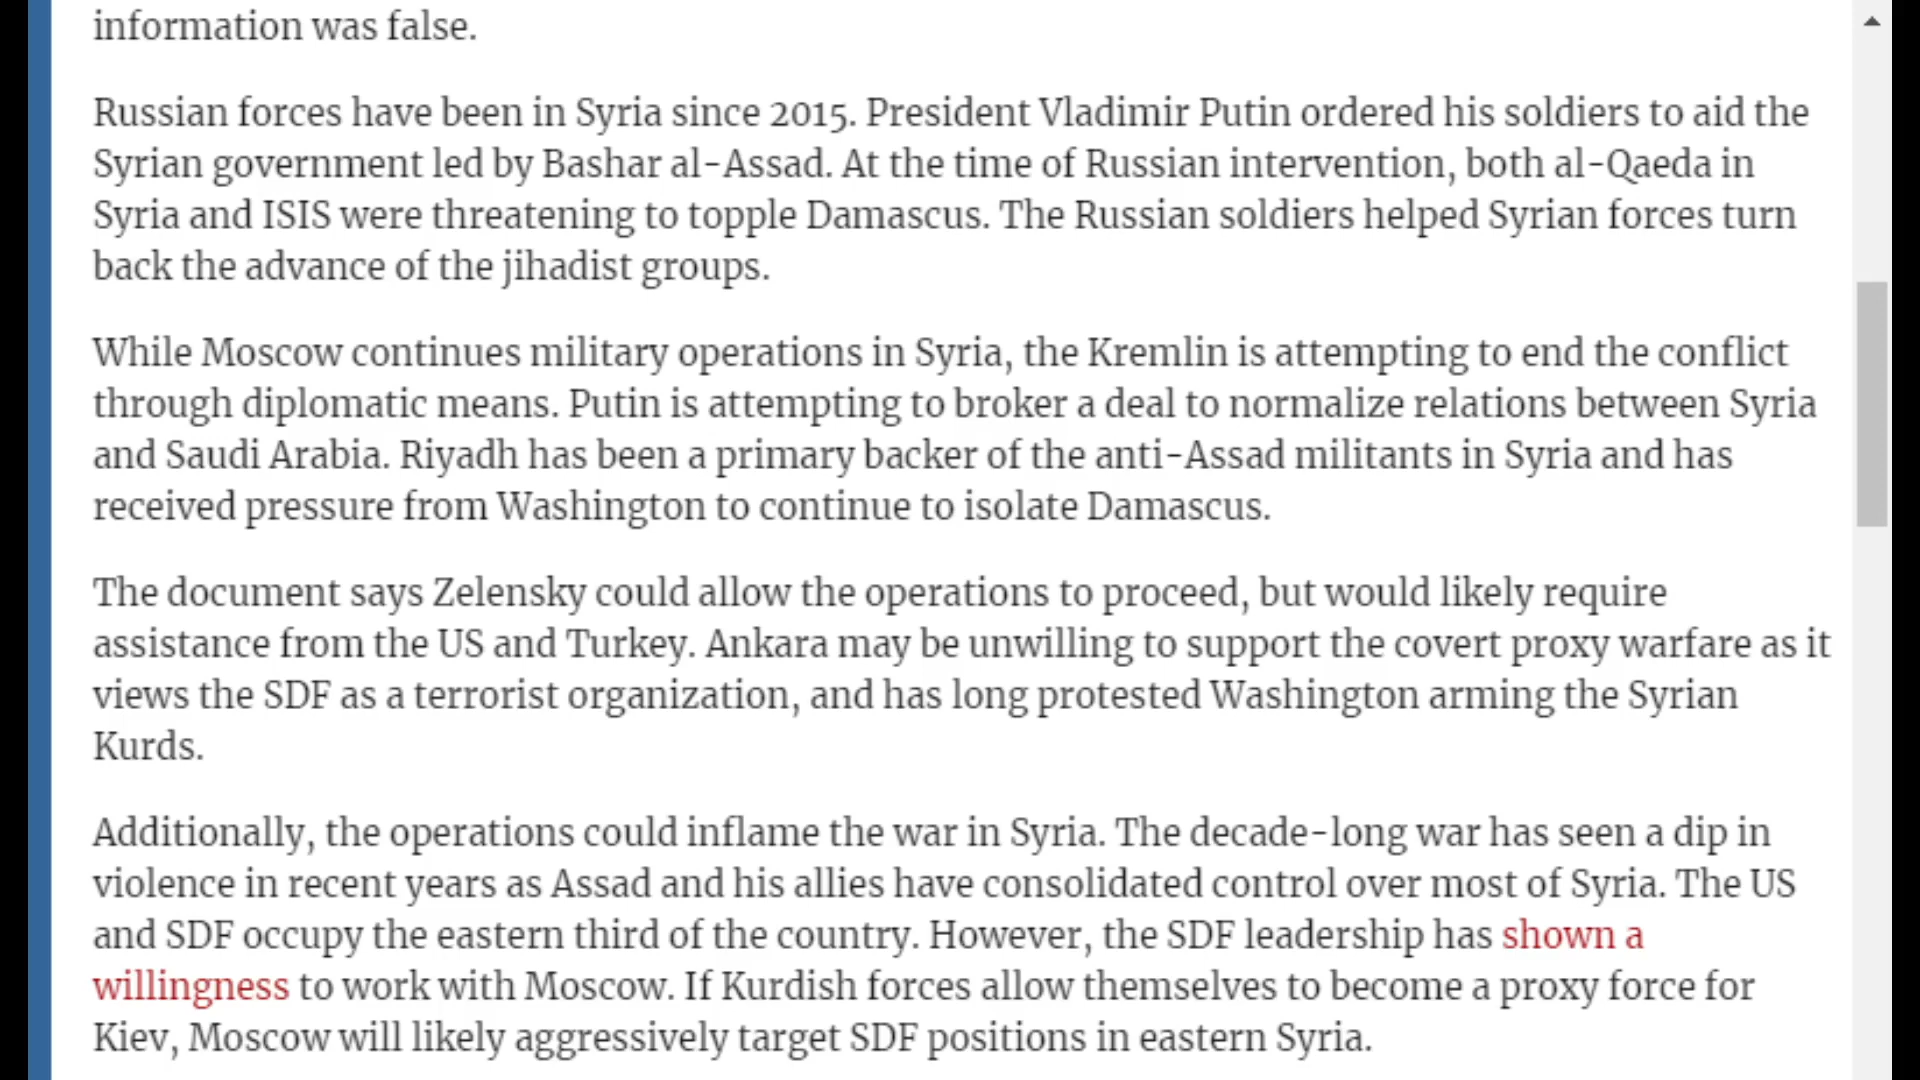 information was false.
Russian forces have been in Syria since 2015. President Vladimir Putin ordered his soldiers to aid the
Syrian government led by Bashar al-Assad. At the time of Russian intervention, both al-Qaeda in
Syria and ISIS were threatening to topple Damascus. The Russian soldiers helped Syrian forces turn
back the advance of the jihadist groups.
While Moscow continues military operations in Syria, the Kremlin is attempting to end the conflict
through diplomatic means. Putin is attempting to broker a deal to normalize relations between Syria
and Saudi Arabia. Riyadh has been a primary backer of the anti-Assad militants in Syria and has
received pressure from Washington to continue to isolate Damascus.
The document says Zelensky could allow the operations to proceed, but would likely require
assistance from the US and Turkey. Ankara may be unwilling to support the covert proxy warfare as it
views the SDF as a terrorist organization, and has long protested Washington arming the Syrian
Kurds.
Additionally, the operations could inflame the war in Syria. The decade-long war has seen a dip in
violence in recent years as Assad and his allies have consolidated control over most of Syria. The US
and SDF occupy the eastern third of the country. However, the SDF leadership has shown a
willingness to work with Moscow. If Kurdish forces allow themselves to become a proxy force for
Kiev, Moscow will likely aggressively target SDF positions in eastern Syria.